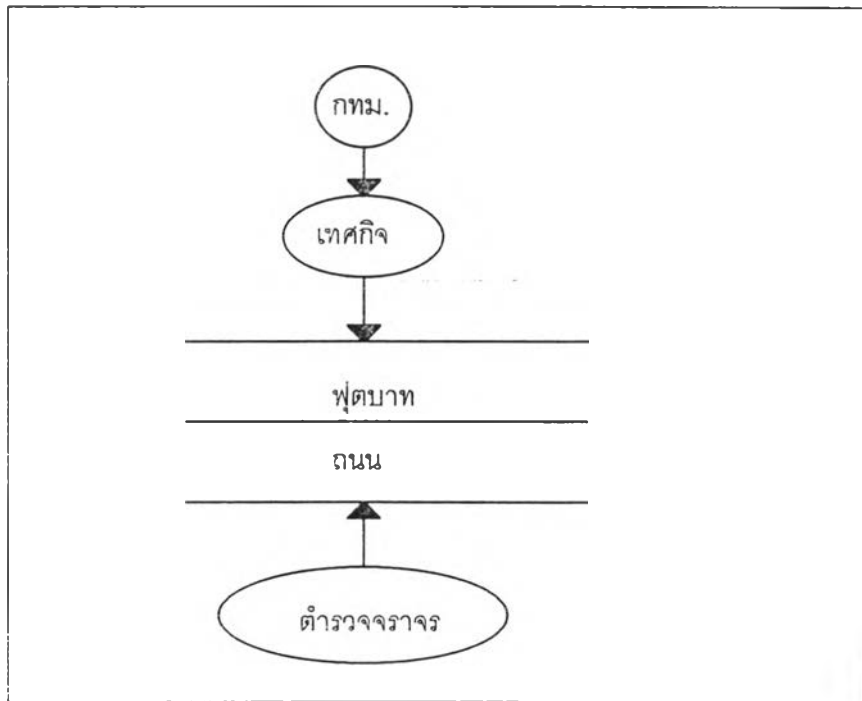 กทม.
เทศกิจ
ฟุตบาท
ถนน
ตำรวจจราจร